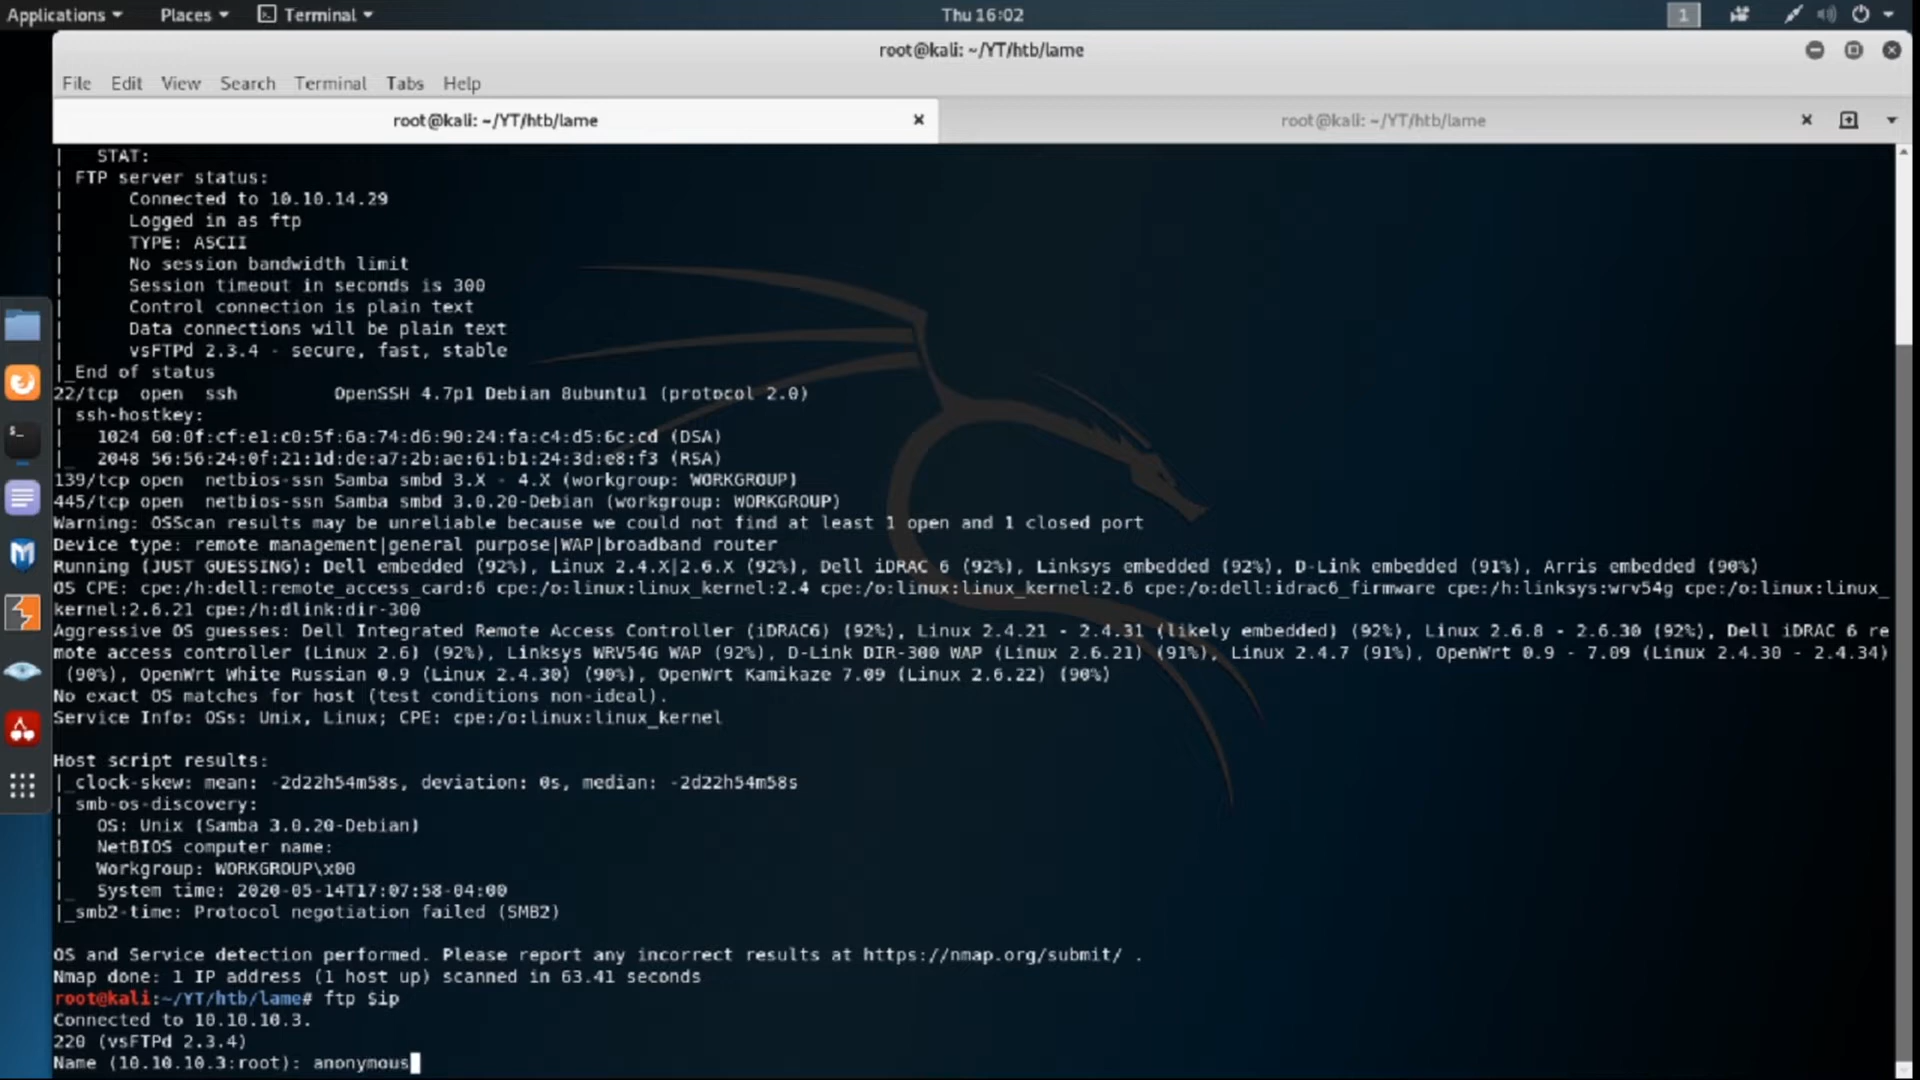 Applications Places Terminal Thu 16:02 1
root@kali: ~/YT/htb/lame
File Edit View Search Terminal Tabs Help
root@kali: ~/YT/htb/lame × root@kali: ~/YT/htb/lame ×
| STAT:
| FTP server status:
| Connected to 10.10.14.29
| Logged in as ftp
| TYPE: ASCII
| No session bandwidth limit
| Session timeout in seconds is 300
| Control connection is plain text
| Data connections will be plain text
| vsFTPd 2.3.4 - secure, fast, stable
|_End of status
22/tcp open ssh OpenSSH 4.7p1 Debian 8ubuntu1 (protocol 2.0)
| ssh-hostkey:
| 1024 60:0f:cf:e1:c0:5f:6a:74:d6:90:24:fa:c4:d5:6c:cd (DSA)
|_ 2048 56:56:24:0f:21:1d:de:a7:2b:ae:61:b1:24:3d:e8:f3 (RSA)
139/tcp open netbios-ssn Samba smbd 3.X - 4.X (workgroup: WORKGROUP)
445/tcp open netbios-ssn Samba smbd 3.0.20-Debian (workgroup: WORKGROUP)
Warning: OSScan results may be unreliable because we could not find at least 1 open and 1 closed port
Device type: remote management|general purpose|WAP|broadband router
Running (JUST GUESSING): Dell embedded (92%), Linux 2.4.X|2.6.X (92%), Dell iDRAC 6 (92%), Linksys embedded (92%), D-Link embedded (91%), Arris embedded (90%)
OS CPE: cpe:/h:dell:remote_access_card:6 cpe:/o:linux:linux_kernel:2.4 cpe:/o:linux:linux_kernel:2.6 cpe:/o:dell:idrac6_firmware cpe:/h:linksys:wrv54g cpe:/o:linux:linux_
kernel:2.6.21 cpe:/h:dlink:dir-300
Aggressive OS guesses: Dell Integrated Remote Access Controller (iDRAC6) (92%), Linux 2.4.21 - 2.4.31 (likely embedded) (92%), Linux 2.6.8 - 2.6.30 (92%), Dell iDRAC 6 re
mote access controller (Linux 2.6) (92%), Linksys WRV54G WAP (92%), D-Link DIR-300 WAP (Linux 2.6.21) (91%), Linux 2.4.7 (91%), OpenWrt 0.9 - 7.09 (Linux 2.4.30 - 2.4.34)
(90%), OpenWrt White Russian 0.9 (Linux 2.4.30) (90%), OpenWrt Kamikaze 7.09 (Linux 2.6.22) (90%)
No exact OS matches for host (test conditions non-ideal).
Service Info: OSs: Unix, Linux; CPE: cpe:/o:linux:linux_kernel
Host script results:
|_clock-skew: mean: -2d22h54m58s, deviation: 0s, median: -2d22h54m58s
| smb-os-discovery:
| OS: Unix (Samba 3.0.20-Debian)
| NetBIOS computer name:
| Workgroup: WORKGROUP\x00
|_ System time: 2020-05-14T17:07:58-04:00
|_smb2-time: Protocol negotiation failed (SMB2)
OS and Service detection performed. Please report any incorrect results at https://nmap.org/submit/ .
Nmap done: 1 IP address (1 host up) scanned in 63.41 seconds
root@kali:~/YT/htb/lame# ftp $ip
Connected to 10.10.10.3.
220 (vsFTPd 2.3.4)
Name (10.10.10.3:root): anonymous